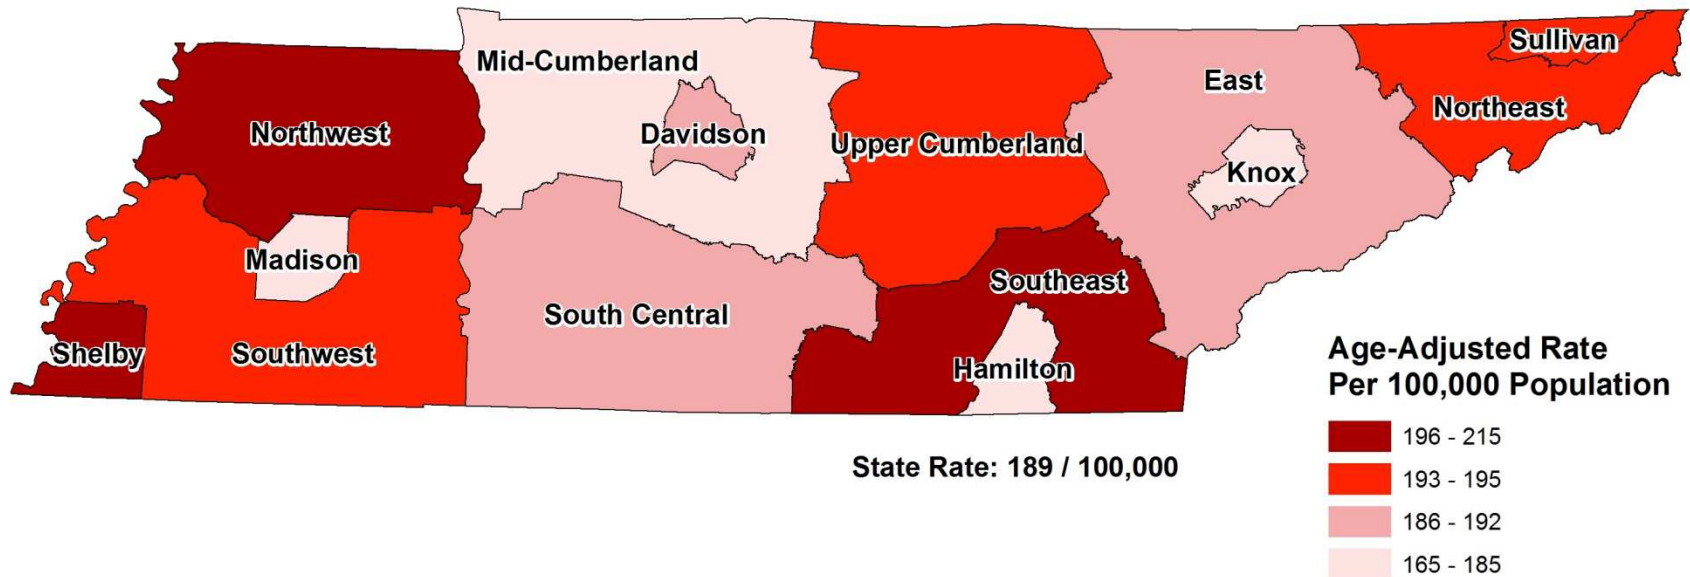 Sullivan
Mid-Cumberland
East
Northeast
Northwest
Davidson
Upper Cumberland
Knox
Madison
Southeast
South Central
Shelby
Southwest
Hamilton
Age-Adjusted Rate
Per 100,000 Population
196 - 215
193 - 195
186 - 192
165 - 185
State Rate: 189 / 100,000